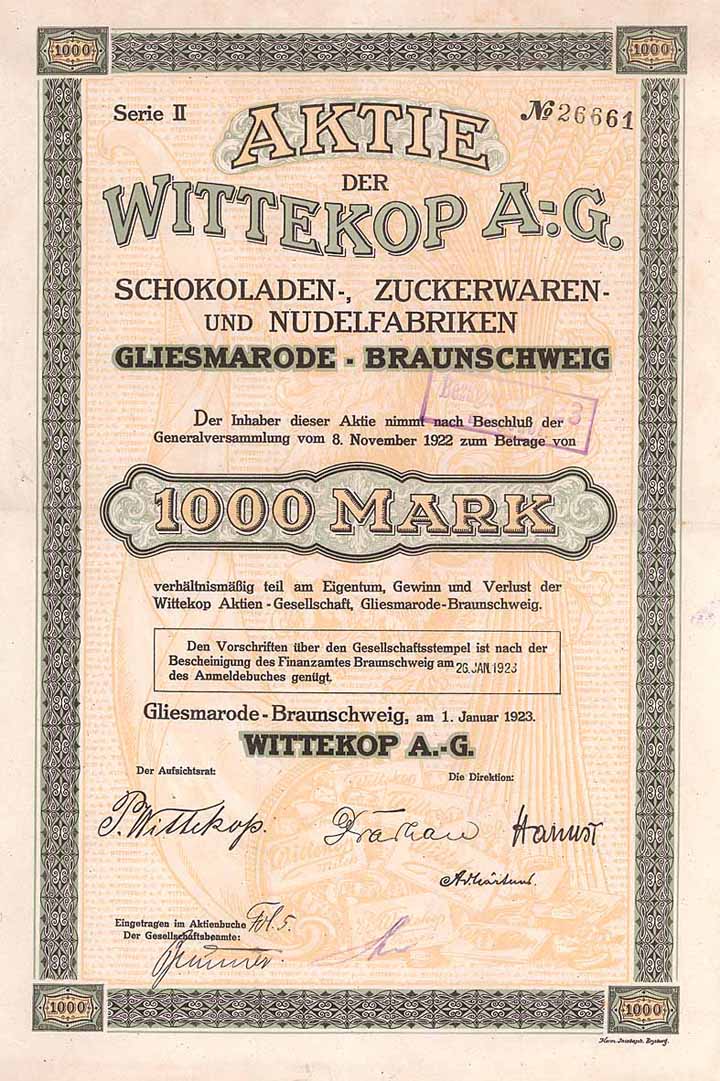 1000 1000
Serie II № 26661
AKTIE
DER
WITTEKOP A:G.
SCHOKOLADEN-, ZUCKERWAREN-
UND NUDELFABRIKEN
GLIESMARODE - BRAUNSCHWEIG
Der Inhaber dieser Aktie nimmt nach Beschluß der
Generalversammlung vom 8. November 1922 zum Betrage von
1000 MARK
verhältnismäßig teil am Eigentum, Gewinn und Verlust der
Wittekop Aktien-Gesellschaft, Gliesmarode-Braunschweig.
Den Vorschriften über den Gesellschaftsstempel ist nach der
Bescheinigung des Finanzamtes Braunschweig am 26. JAN. 1923
des Anmeldebuches genügt.
Gliesmarode-Braunschweig, am 1. Januar 1923.
WITTEKOP A.-G.
Der Aufsichtsrat: Die Direktion:
P. Wittekop.
Eingetragen im Aktienbuche Fol. 5.
Der Gesellschaftsbeamte:
1000 1000